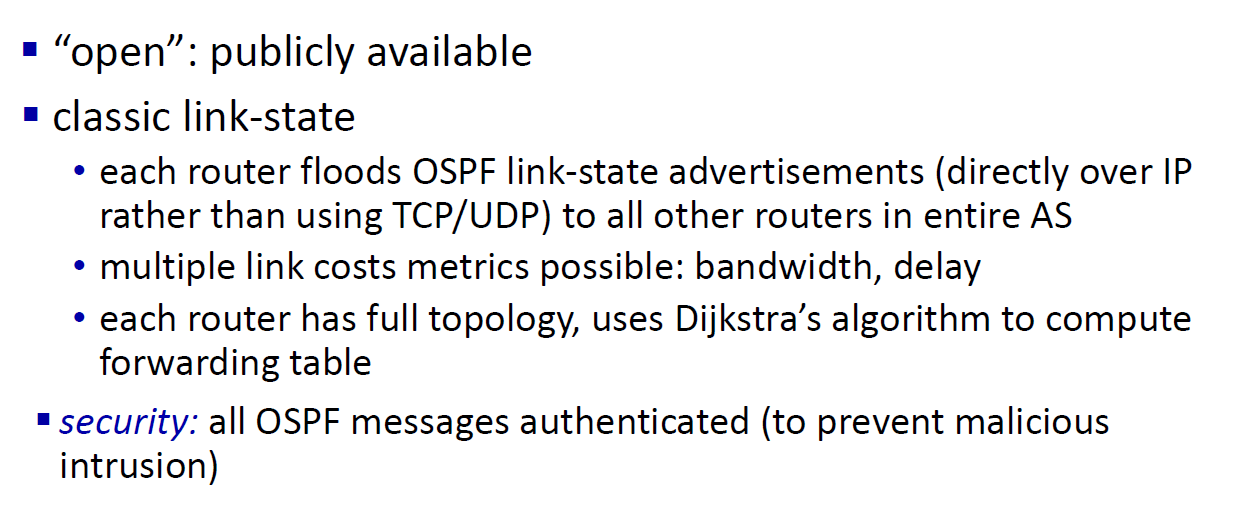 ▪ “open”: publicly available
▪ classic link-state
• each router floods OSPF link-state advertisements (directly over IP
rather than using TCP/UDP) to all other routers in entire AS
• multiple link costs metrics possible: bandwidth, delay
• each router has full topology, uses Dijkstra’s algorithm to compute
forwarding table
▪ security: all OSPF messages authenticated (to prevent malicious
intrusion)